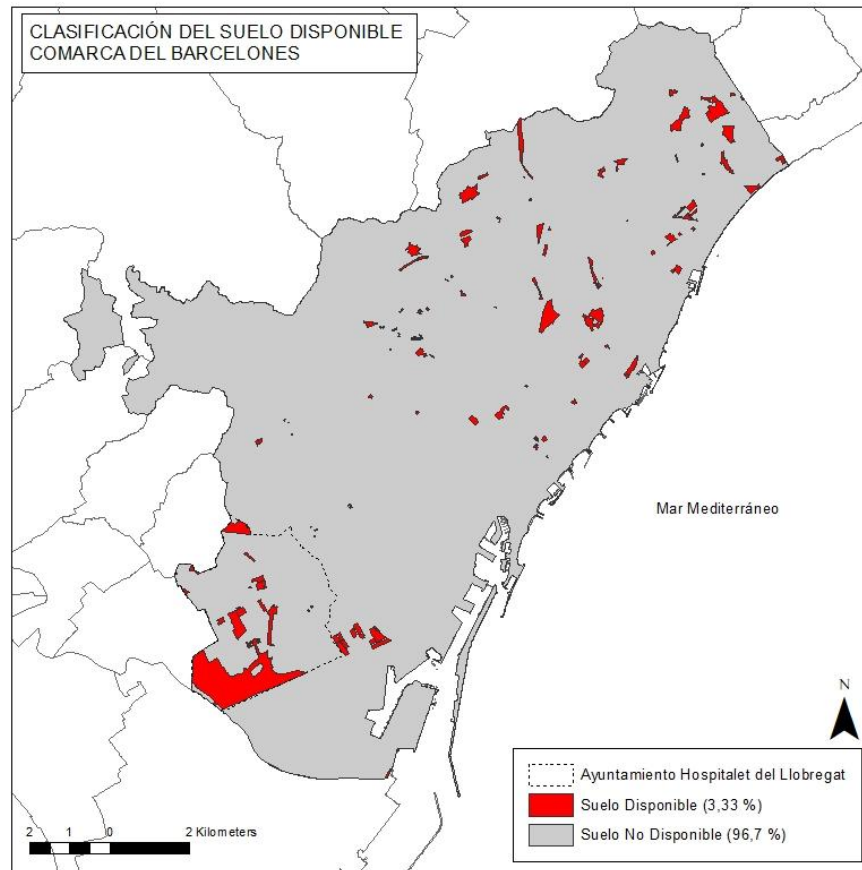 CLASIFICACIÓN DEL SUELO DISPONIBLE
COMARCA DEL BARCELONES
Mar Mediterráneo
N
Ayuntamiento Hospitalet del Llobregat
Suelo Disponible (3,33 %)
Suelo No Disponible (96,7 %)
2 1 0 2 Kilometers